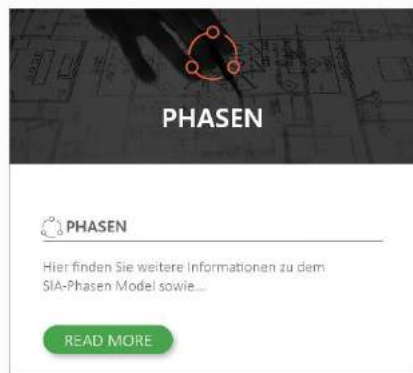 PHASEN
PHASEN
Hier finden Sie weitere Informationen zu dem
SIA-Phasen Model sowie...
READ MORE